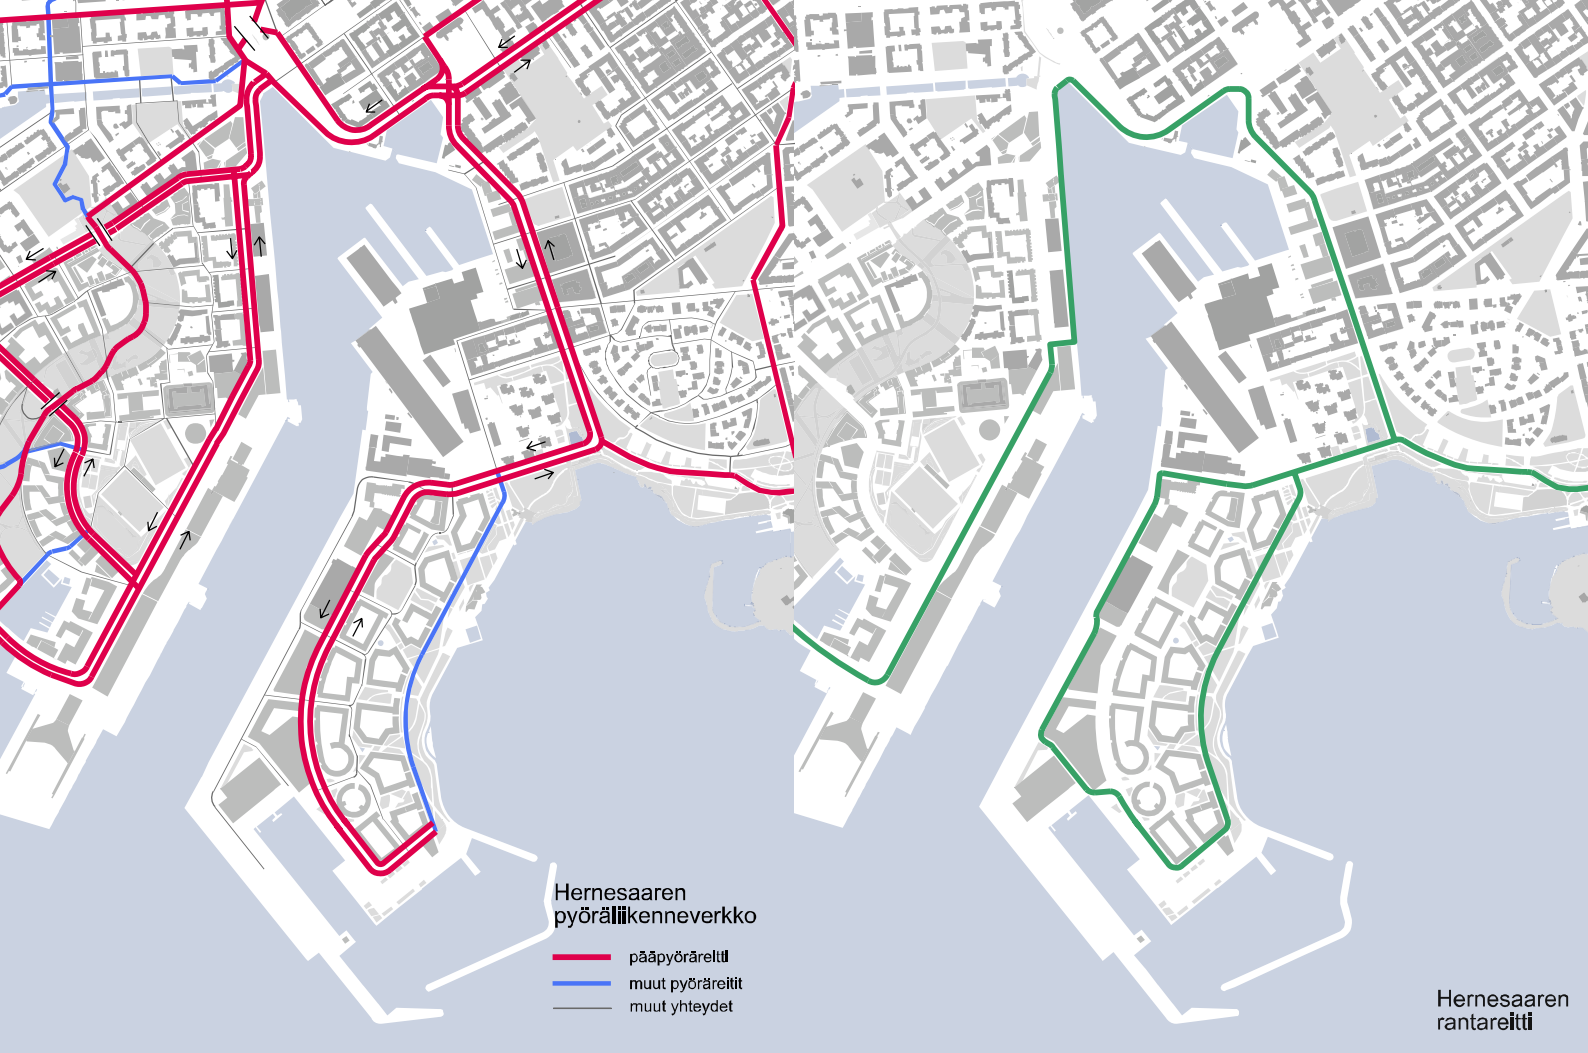 Hernesaaren
pyöräliikenneverkko
pääpyöräreitti
muut pyöräreitit
muut yhteydet
Hernesaaren
rantareitti